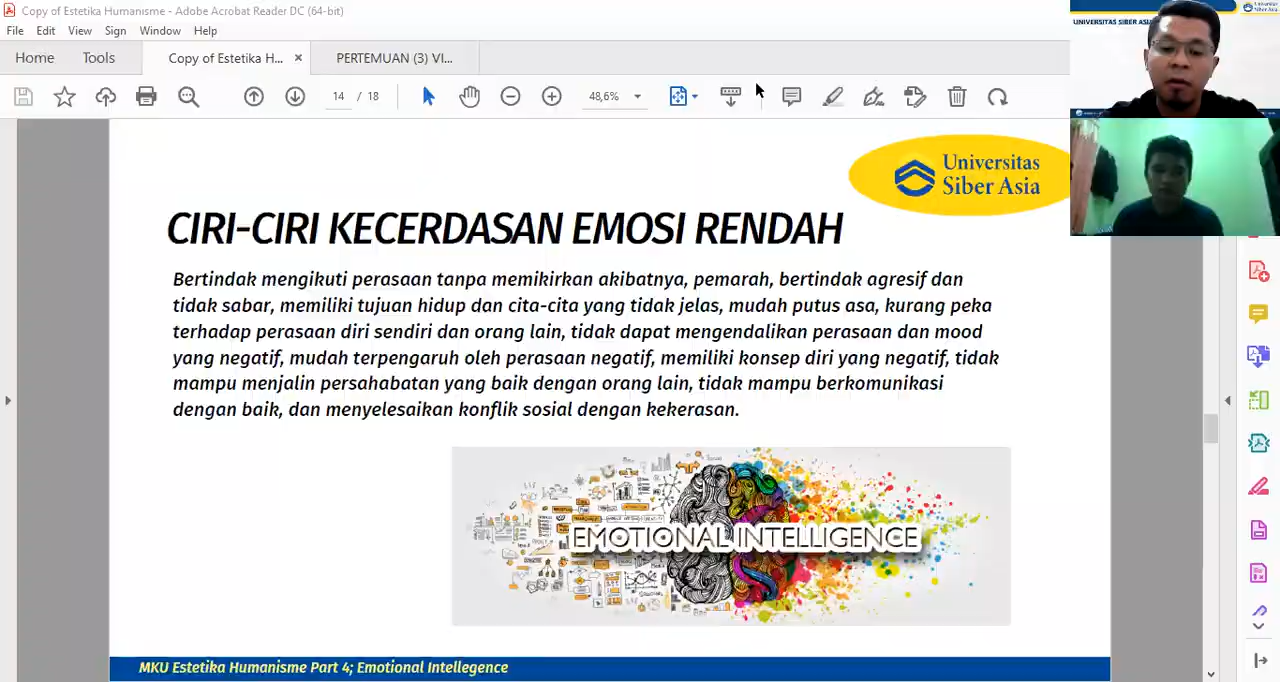 Copy of Estetika Humanisme - Adobe Acrobat Reader DC (64-bit)
File Edit View Sign Window Help
Home Tools Copy of Estetika H... × PERTEMUAN (3) VI...
14 / 18 48,6%
UNIVERSITAS SIBER ASIA
Universitas
Siber Asia
CIRI-CIRI KECERDASAN EMOSI RENDAH
Bertindak mengikuti perasaan tanpa memikirkan akibatnya, pemarah, bertindak agresif dan
tidak sabar, memiliki tujuan hidup dan cita-cita yang tidak jelas, mudah putus asa, kurang peka
terhadap perasaan diri sendiri dan orang lain, tidak dapat mengendalikan perasaan dan mood
yang negatif, mudah terpengaruh oleh perasaan negatif, memiliki konsep diri yang negatif, tidak
mampu menjalin persahabatan yang baik dengan orang lain, tidak mampu berkomunikasi
dengan baik, dan menyelesaikan konflik sosial dengan kekerasan.
EMOTIONAL INTELLIGENCE
MKU Estetika Humanisme Part 4; Emotional Intellegence